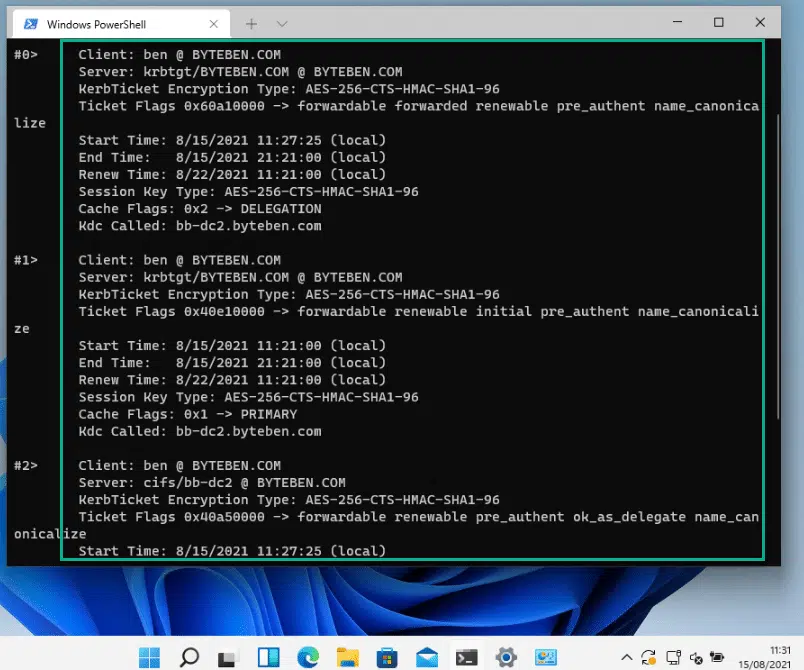 Windows PowerShell
#0> Client: ben @ BYTEBEN.COM
Server: krbtgt/BYTEBEN.COM @ BYTEBEN.COM
KerbTicket Encryption Type: AES-256-CTS-HMAC-SHA1-96
Ticket Flags 0x60a10000 -> forwardable forwarded renewable pre_authent name_canonica
lize
Start Time: 8/15/2021 11:27:25 (local)
End Time: 8/15/2021 21:21:00 (local)
Renew Time: 8/22/2021 11:21:00 (local)
Session Key Type: AES-256-CTS-HMAC-SHA1-96
Cache Flags: 0x2 -> DELEGATION
Kdc Called: bb-dc2.byteben.com
#1> Client: ben @ BYTEBEN.COM
Server: krbtgt/BYTEBEN.COM @ BYTEBEN.COM
KerbTicket Encryption Type: AES-256-CTS-HMAC-SHA1-96
Ticket Flags 0x40e10000 -> forwardable renewable initial pre_authent name_canonicali
ze
Start Time: 8/15/2021 11:21:00 (local)
End Time: 8/15/2021 21:21:00 (local)
Renew Time: 8/22/2021 11:21:00 (local)
Session Key Type: AES-256-CTS-HMAC-SHA1-96
Cache Flags: 0x1 -> PRIMARY
Kdc Called: bb-dc2.byteben.com
#2> Client: ben @ BYTEBEN.COM
Server: cifs/bb-dc2 @ BYTEBEN.COM
KerbTicket Encryption Type: AES-256-CTS-HMAC-SHA1-96
Ticket Flags 0x40a50000 -> forwardable renewable pre_authent ok_as_delegate name_can
onicalize
Start Time: 8/15/2021 11:27:25 (local)
11:31
15/08/2021